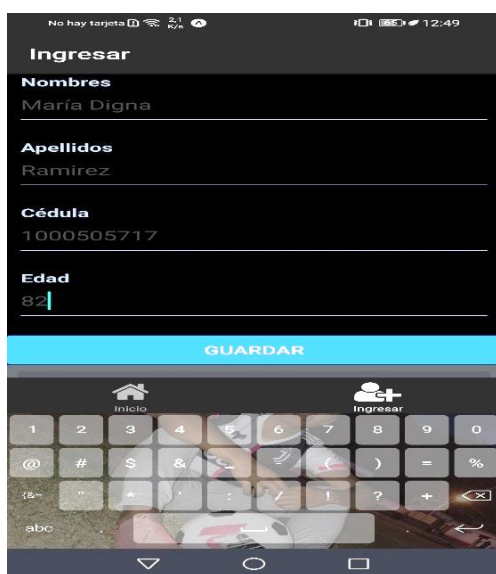 No hay tarjeta 2,1 K/s 65 12:49
Ingresar
Nombres
María Digna
Apellidos
Ramirez
Cédula
1000505717
Edad
82
GUARDAR
Inicio Ingresar
1 2 3 4 5 6 7 8 9 0
@ # $ & _ - ( ) = %
" * ' : / ! ? +
abc , .